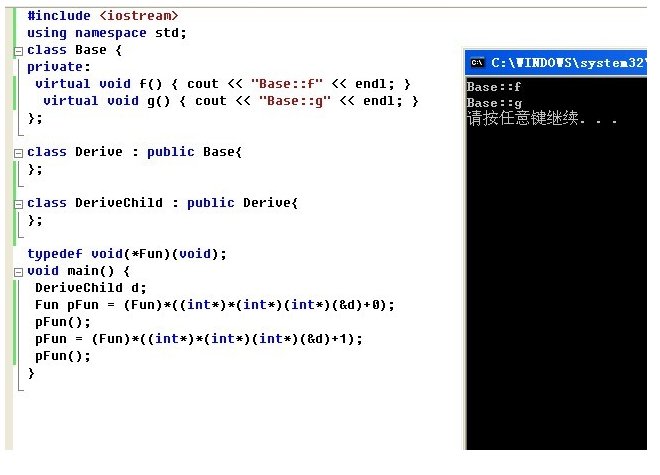 #include <iostream>
using namespace std;
class Base {
private:
 virtual void f() { cout << "Base::f" << endl; }
  virtual void g() { cout << "Base::g" << endl; }
};
class Derive : public Base{
};
class DeriveChild : public Derive{
};
typedef void(*Fun)(void);
void main() {
 DeriveChild d;
 Fun pFun = (Fun)*((int*)*(int*)(int*)(&d)+0);
 pFun();
 pFun = (Fun)*((int*)*(int*)(int*)(&d)+1);
 pFun();
}
C:\WINDOWS\system32\
Base::f
Base::g
请按任意键继续. . .